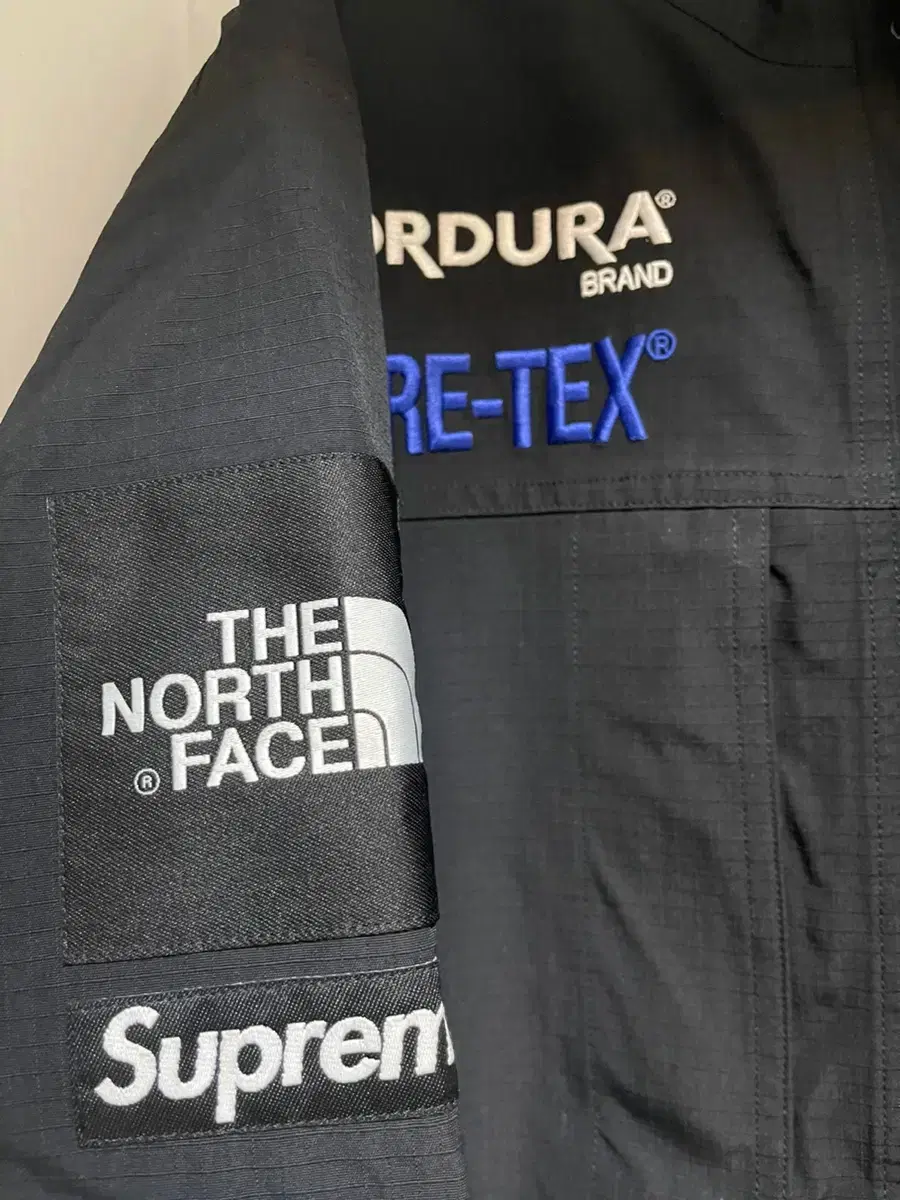 ORDURA®
BRAND
RE-TEX®
THE
NORTH
FACE
®
Suprem